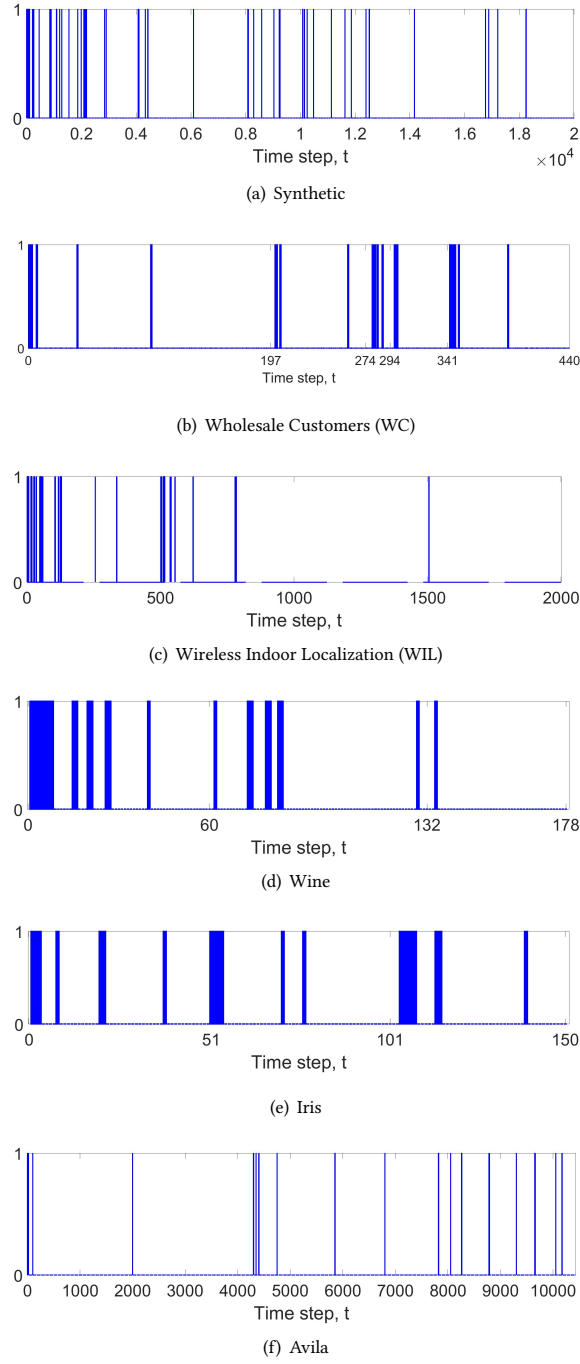 1
0
0 0.2 0.4 0.6 0.8 1 1.2 1.4 1.6 1.8 2
Time step, t
×10⁴
(a) Synthetic
1
0
0 197 274 294 341 440
Time step, t
(b) Wholesale Customers (WC)
1
0
0 500 1000 1500 2000
Time step, t
(c) Wireless Indoor Localization (WIL)
1
0
0 60 132 178
Time step, t
(d) Wine
1
0
0 51 101 150
Time step, t
(e) Iris
1
0
0 1000 2000 3000 4000 5000 6000 7000 8000 9000 10000
Time step, t
(f) Avila